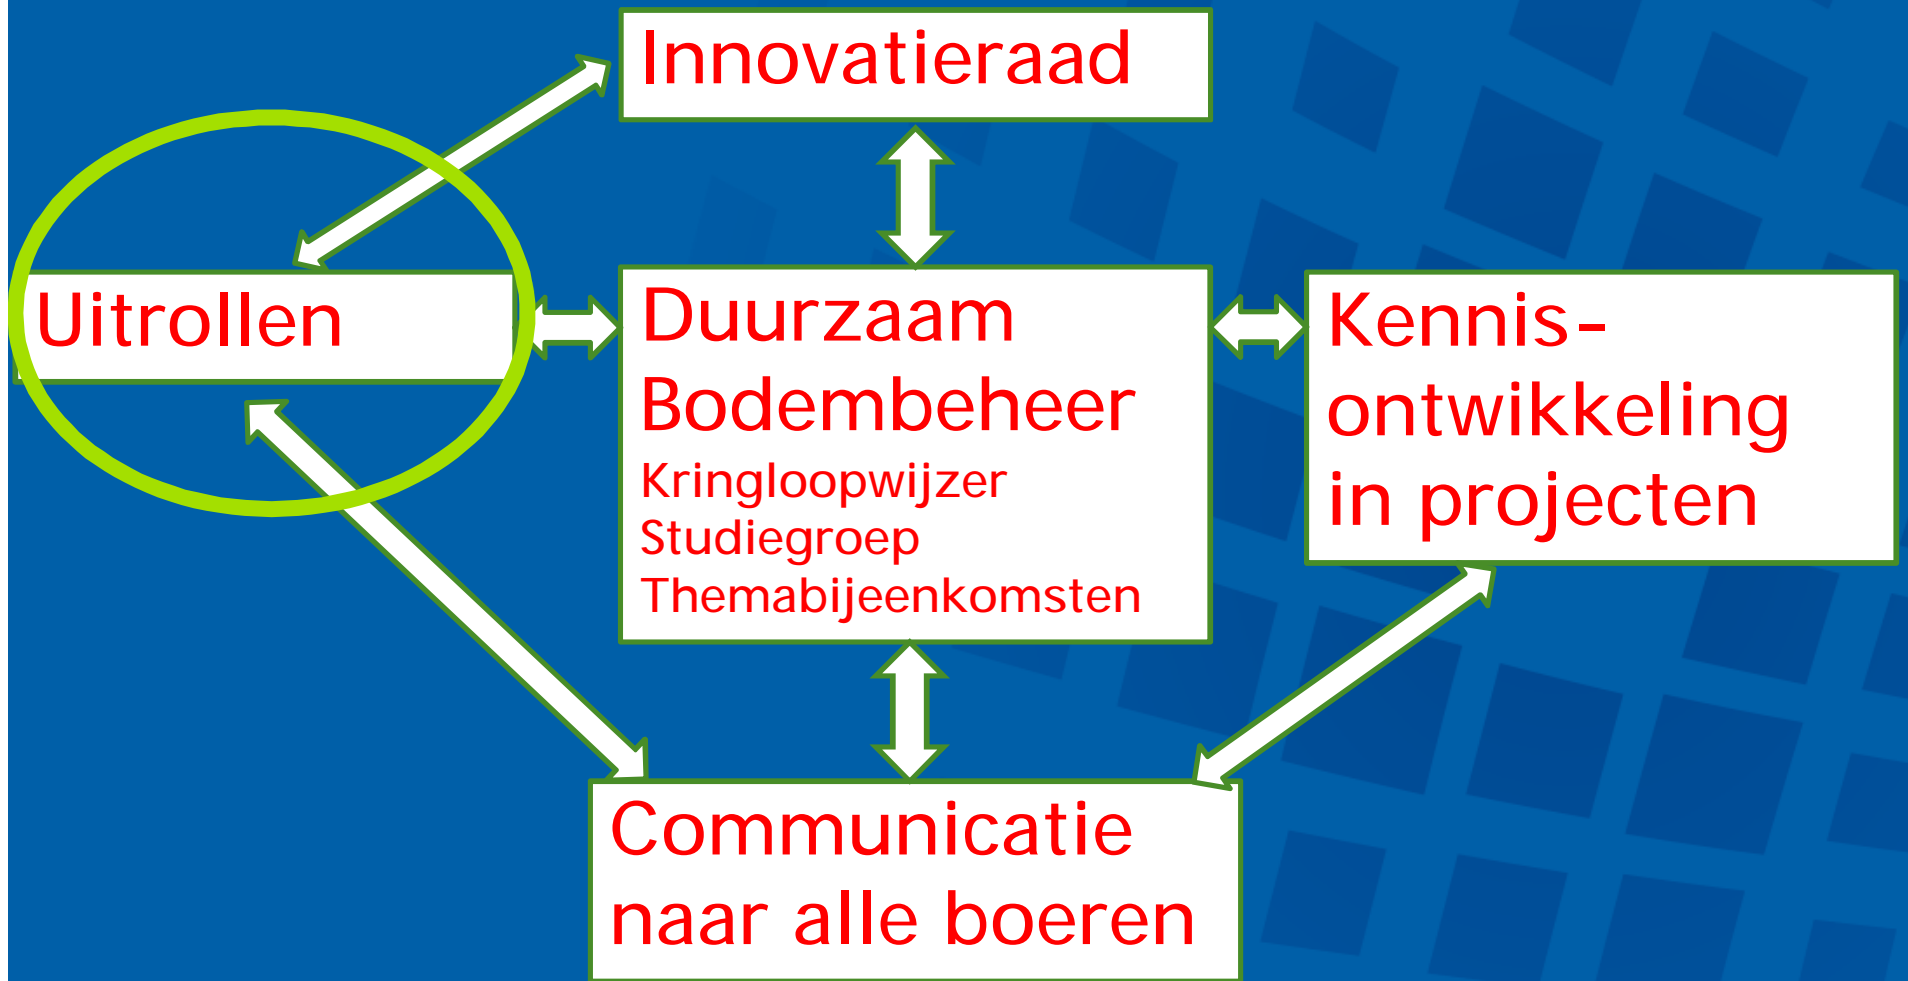 Innovatieraad
Uitrollen
Duurzaam
Bodembeheer
Kringloopwijzer
Studiegroep
Themabijeenkomsten
Kennis-
ontwikkeling
in projecten
Communicatie
naar alle boeren